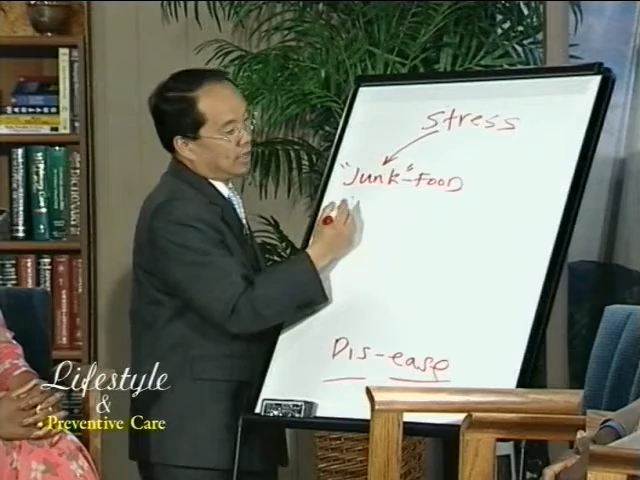 Stress
"Junk"-Food
Dis-ease
Lifestyle
&
Preventive Care